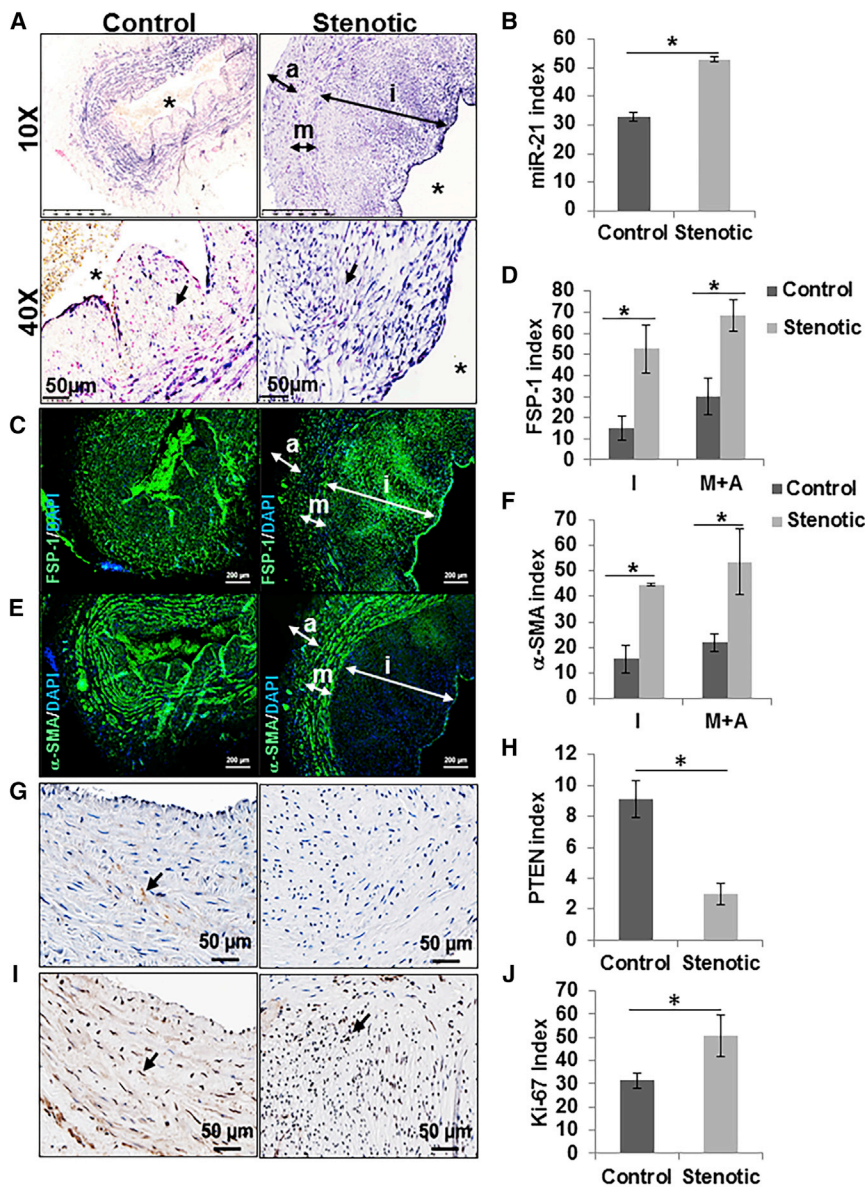 A
Control
Stenotic
10X
*
a
i
m
*
40X
*
50µm
50µm
*
B
miR-21 index
60
50
40
30
20
10
0
*
Control Stenotic
C
FSP-1/DAPI
200 µm
FSP-1/DAPI
a
i
m
200 µm
D
FSP-1 index
80
70
60
50
40
30
20
10
0
*
*
I M+A
Control
Stenotic
E
α-SMA/DAPI
200 µm
α-SMA/DAPI
a
m
i
200 µm
F
α-SMA index
70
60
50
40
30
20
10
0
*
*
I M+A
Control
Stenotic
G
50 µm
50 µm
H
PTEN index
12
10
8
6
4
2
0
*
Control Stenotic
I
50 µm
50 µm
J
Ki-67 Index
60
50
40
30
20
10
0
*
Control Stenotic